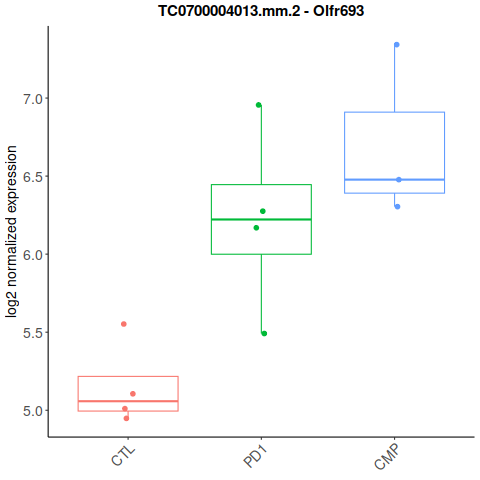 TC0700004013.mm.2 - Olfr693
log2 normalized expression
7.0
6.5
6.0
5.5
5.0
CTL
PD1
CMP